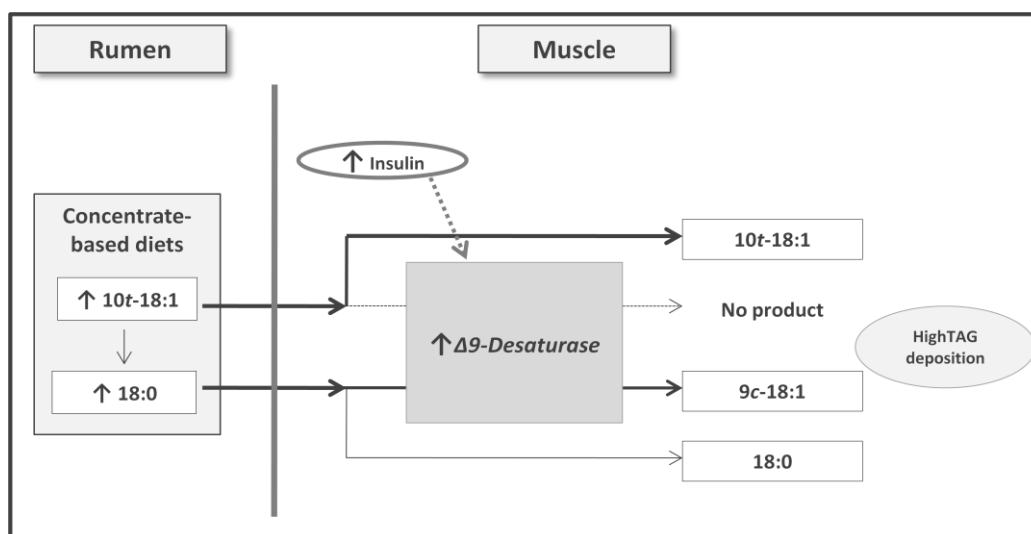 Rumen
Muscle
↑ Insulin
Concentrate-
based diets
↑ 10t-18:1
↑ 18:0
↑ Δ9-Desaturase
10t-18:1
No product
9c-18:1
18:0
HighTAG
deposition